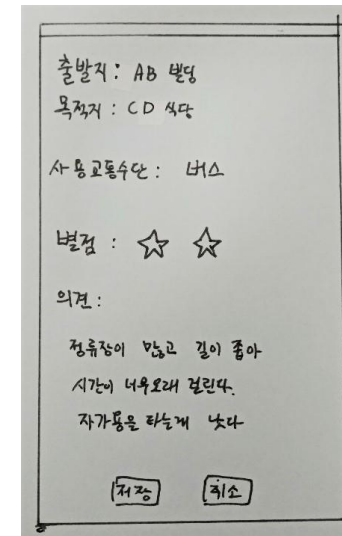 출발지: AB 빌딩
목적지: CD 식당
사용교통수단: 버스
별점: ☆ ☆
의견:
정류장이 많고 길이 좁아
시간이 너무오래 걸린다.
자가용을 타는게 낫다
저장 취소